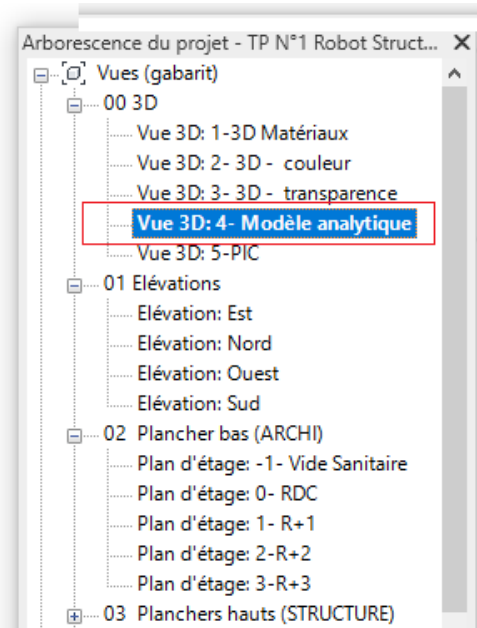 Arborescence du projet - TP N°1 Robot Struct...
Vues (gabarit)
00 3D
Vue 3D: 1-3D Matériaux
Vue 3D: 2- 3D -  couleur
Vue 3D: 3- 3D -  transparence
Vue 3D: 4- Modèle analytique
Vue 3D: 5-PIC
01 Elévations
Elévation: Est
Elévation: Nord
Elévation: Ouest
Elévation: Sud
02  Plancher bas (ARCHI)
Plan d'étage: -1- Vide Sanitaire
Plan d'étage: 0- RDC
Plan d'étage: 1- R+1
Plan d'étage: 2-R+2
Plan d'étage: 3-R+3
03  Planchers hauts (STRUCTURE)